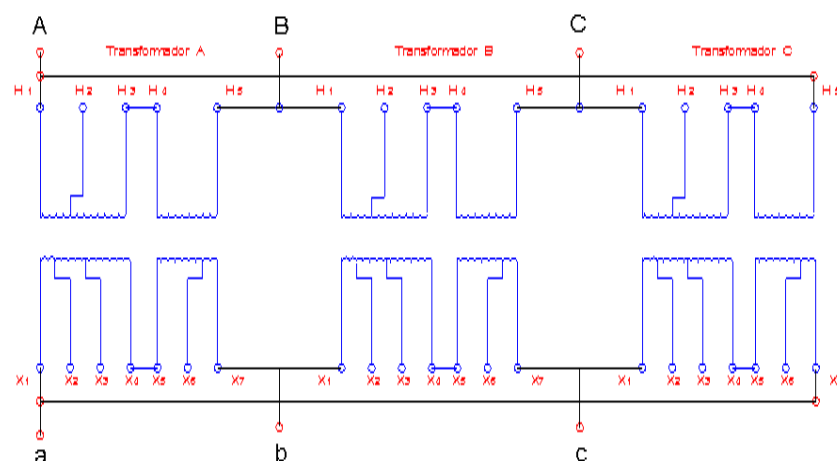 A B C
Transformador A Transformador B Transformador C
H1 H2 H3 H4 H5 H1 H2 H3 H4 H5 H1 H2 H3 H4 H5
X1 X2 X3 X4 X5 X6 X7 X1 X2 X3 X4 X5 X6 X7 X1 X2 X3 X4 X5 X6 X
a b c